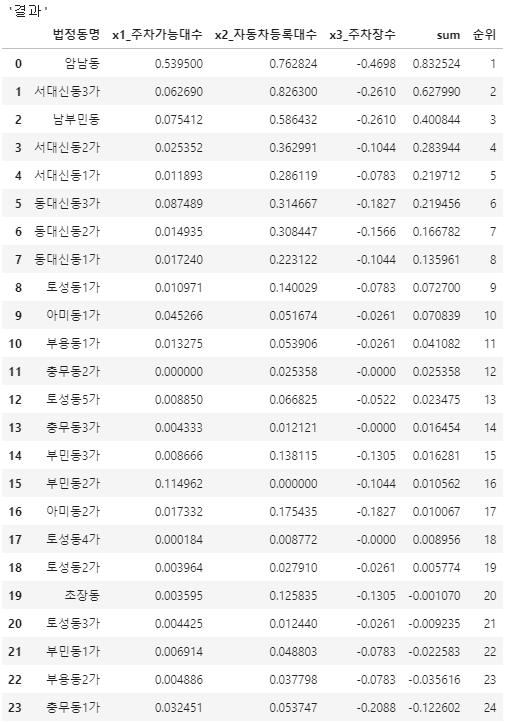 '결과'
법정동명 x1_주차가능대수 x2_자동차등록대수 x3_주차장수 sum 순위
0 암남동 0.539500 0.762824 -0.4698 0.832524 1
1 서대신동3가 0.062690 0.826300 -0.2610 0.627990 2
2 남부민동 0.075412 0.586432 -0.2610 0.400844 3
3 서대신동2가 0.025352 0.362991 -0.1044 0.283944 4
4 서대신동1가 0.011893 0.286119 -0.0783 0.219712 5
5 동대신동3가 0.087489 0.314667 -0.1827 0.219456 6
6 동대신동2가 0.014935 0.308447 -0.1566 0.166782 7
7 동대신동1가 0.017240 0.223122 -0.1044 0.135961 8
8 토성동1가 0.010971 0.140029 -0.0783 0.072700 9
9 아미동1가 0.045266 0.051674 -0.0261 0.070839 10
10 부용동1가 0.013275 0.053906 -0.0261 0.041082 11
11 충무동2가 0.000000 0.025358 -0.0000 0.025358 12
12 토성동5가 0.008850 0.066825 -0.0522 0.023475 13
13 충무동3가 0.004333 0.012121 -0.0000 0.016454 14
14 부민동3가 0.008666 0.138115 -0.1305 0.016281 15
15 부민동2가 0.114962 0.000000 -0.1044 0.010562 16
16 아미동2가 0.017332 0.175435 -0.1827 0.010067 17
17 토성동4가 0.000184 0.008772 -0.0000 0.008956 18
18 토성동2가 0.003964 0.027910 -0.0261 0.005774 19
19 초장동 0.003595 0.125835 -0.1305 -0.001070 20
20 토성동3가 0.004425 0.012440 -0.0261 -0.009235 21
21 부민동1가 0.006914 0.048803 -0.0783 -0.022583 22
22 부용동2가 0.004886 0.037798 -0.0783 -0.035616 23
23 충무동1가 0.032451 0.053747 -0.2088 -0.122602 24